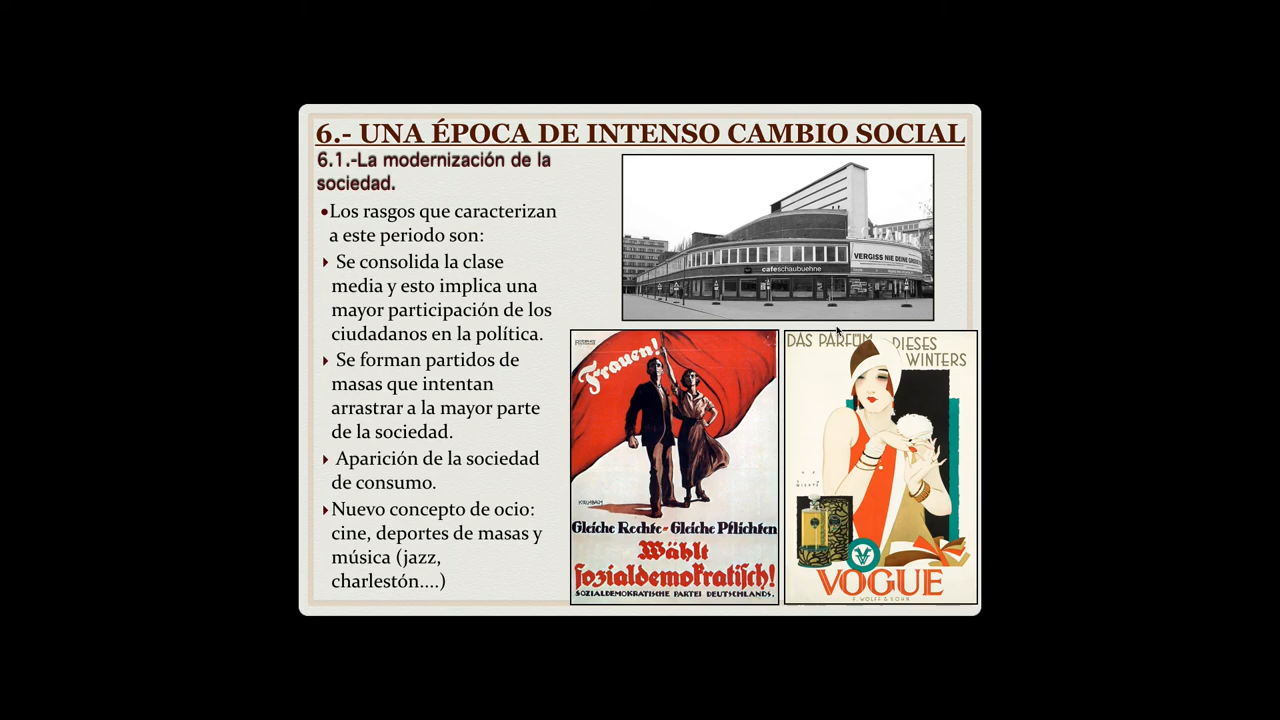 6.- UNA ÉPOCA DE INTENSO CAMBIO SOCIAL
6.1.-La modernización de la
sociedad.
•Los rasgos que caracterizan
a este periodo son:
Se consolida la clase
media y esto implica una
mayor participación de los
ciudadanos en la política.
Se forman partidos de
masas que intentan
arrastrar a la mayor parte
de la sociedad.
Aparición de la sociedad
de consumo.
Nuevo concepto de ocio:
cine, deportes de masas y
música (jazz,
charlestón....)
cafeschaubuehne
VERGISS NIE DEINE
Frauen!
Gleiche Rechte - Gleiche Pflichten
Wählt
sozialdemokratisch!
SOZIALDEMOKRATISCHE PARTEI DEUTSCHLANDS.
DAS PARFÜM DIESES
WINTERS
VOGUE
F. WOLFF & SOHN